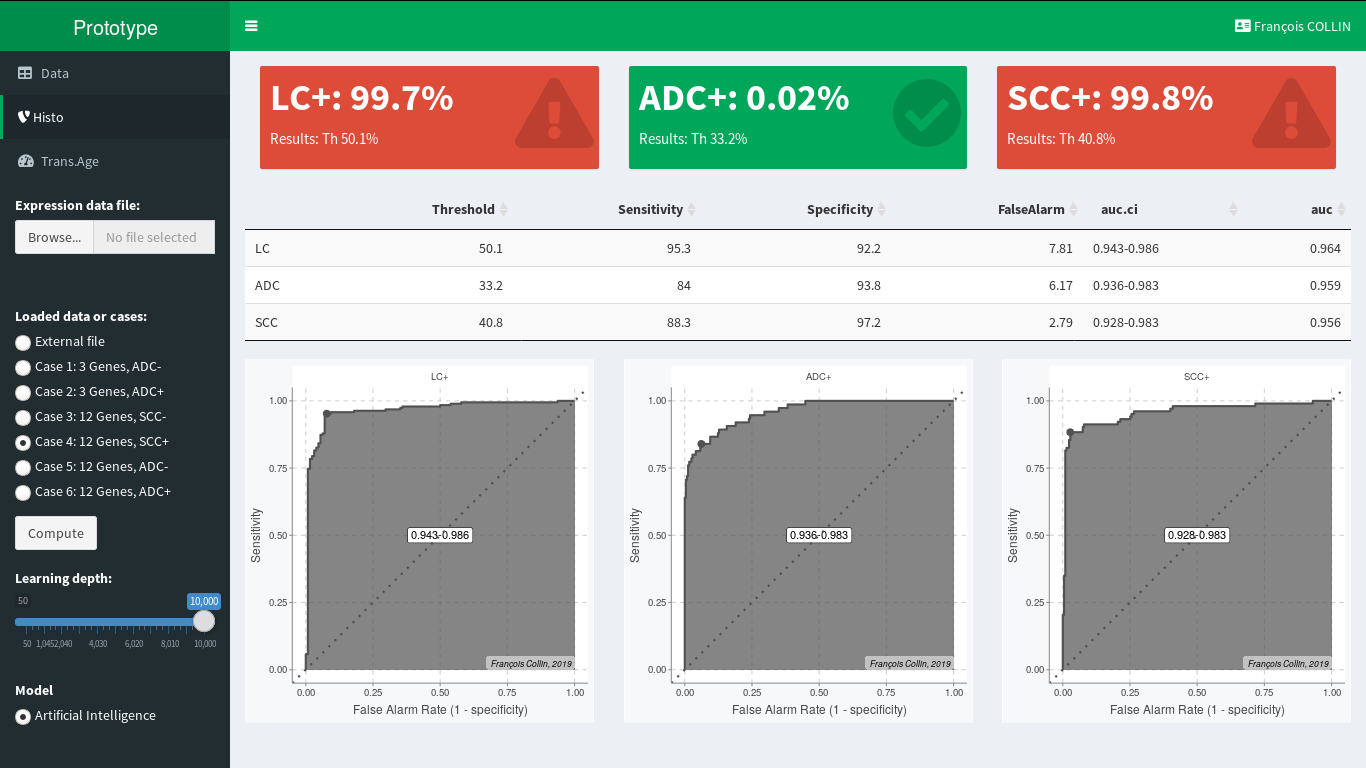 Prototype
François COLLIN
Data
Histo
Trans.Age
Expression data file:
Browse... No file selected
Loaded data or cases:
External file
Case 1: 3 Genes, ADC-
Case 2: 3 Genes, ADC+
Case 3: 12 Genes, SCC-
Case 4: 12 Genes, SCC+
Case 5: 12 Genes, ADC-
Case 6: 12 Genes, ADC+
Compute
Learning depth:
50 10,000
50 1,045 2,040 4,030 6,020 8,010 10,000
Model
Artificial Intelligence
LC+: 99.7%
Results: Th 50.1%
ADC+: 0.02%
Results: Th 33.2%
SCC+: 99.8%
Results: Th 40.8%
Threshold Sensitivity Specificity FalseAlarm auc.ci auc
LC 50.1 95.3 92.2 7.81 0.943-0.986 0.964
ADC 33.2 84 93.8 6.17 0.936-0.983 0.959
SCC 40.8 88.3 97.2 2.79 0.928-0.983 0.956
LC+
Sensitivity
1.00
0.75
0.50
0.25
0.00
0.943-0.986
François Collin, 2019
0.00 0.25 0.50 0.75 1.00
False Alarm Rate (1 - specificity)
ADC+
Sensitivity
1.00
0.75
0.50
0.25
0.00
0.936-0.983
François Collin, 2019
0.00 0.25 0.50 0.75 1.00
False Alarm Rate (1 - specificity)
SCC+
Sensitivity
1.00
0.75
0.50
0.25
0.00
0.928-0.983
François Collin, 2019
0.00 0.25 0.50 0.75 1.00
False Alarm Rate (1 - specificity)